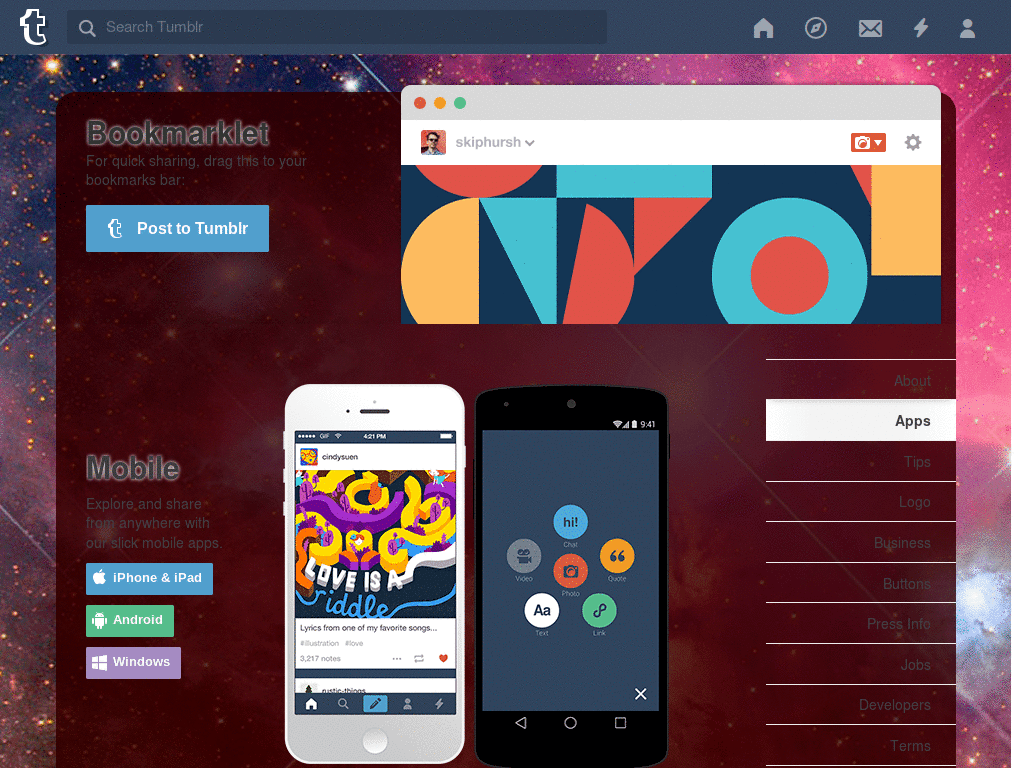 Search Tumblr
Bookmarklet
For quick sharing, drag this to your
bookmarks bar:
Post to Tumblr
skiphursh
Mobile
Explore and share
from anywhere with
our slick mobile apps.
iPhone & iPad
Android
Windows
GIF
4:21 PM
cindysuen
LOVE IS A
riddle
Lyrics from one of my favorite songs...
#illustration #love
3,217 notes
rustic-things
9:41
hi!
Chat
Video
Photo
Quote
Aa
Text
Link
About
Apps
Tips
Logo
Business
Buttons
Press Info
Jobs
Developers
Terms